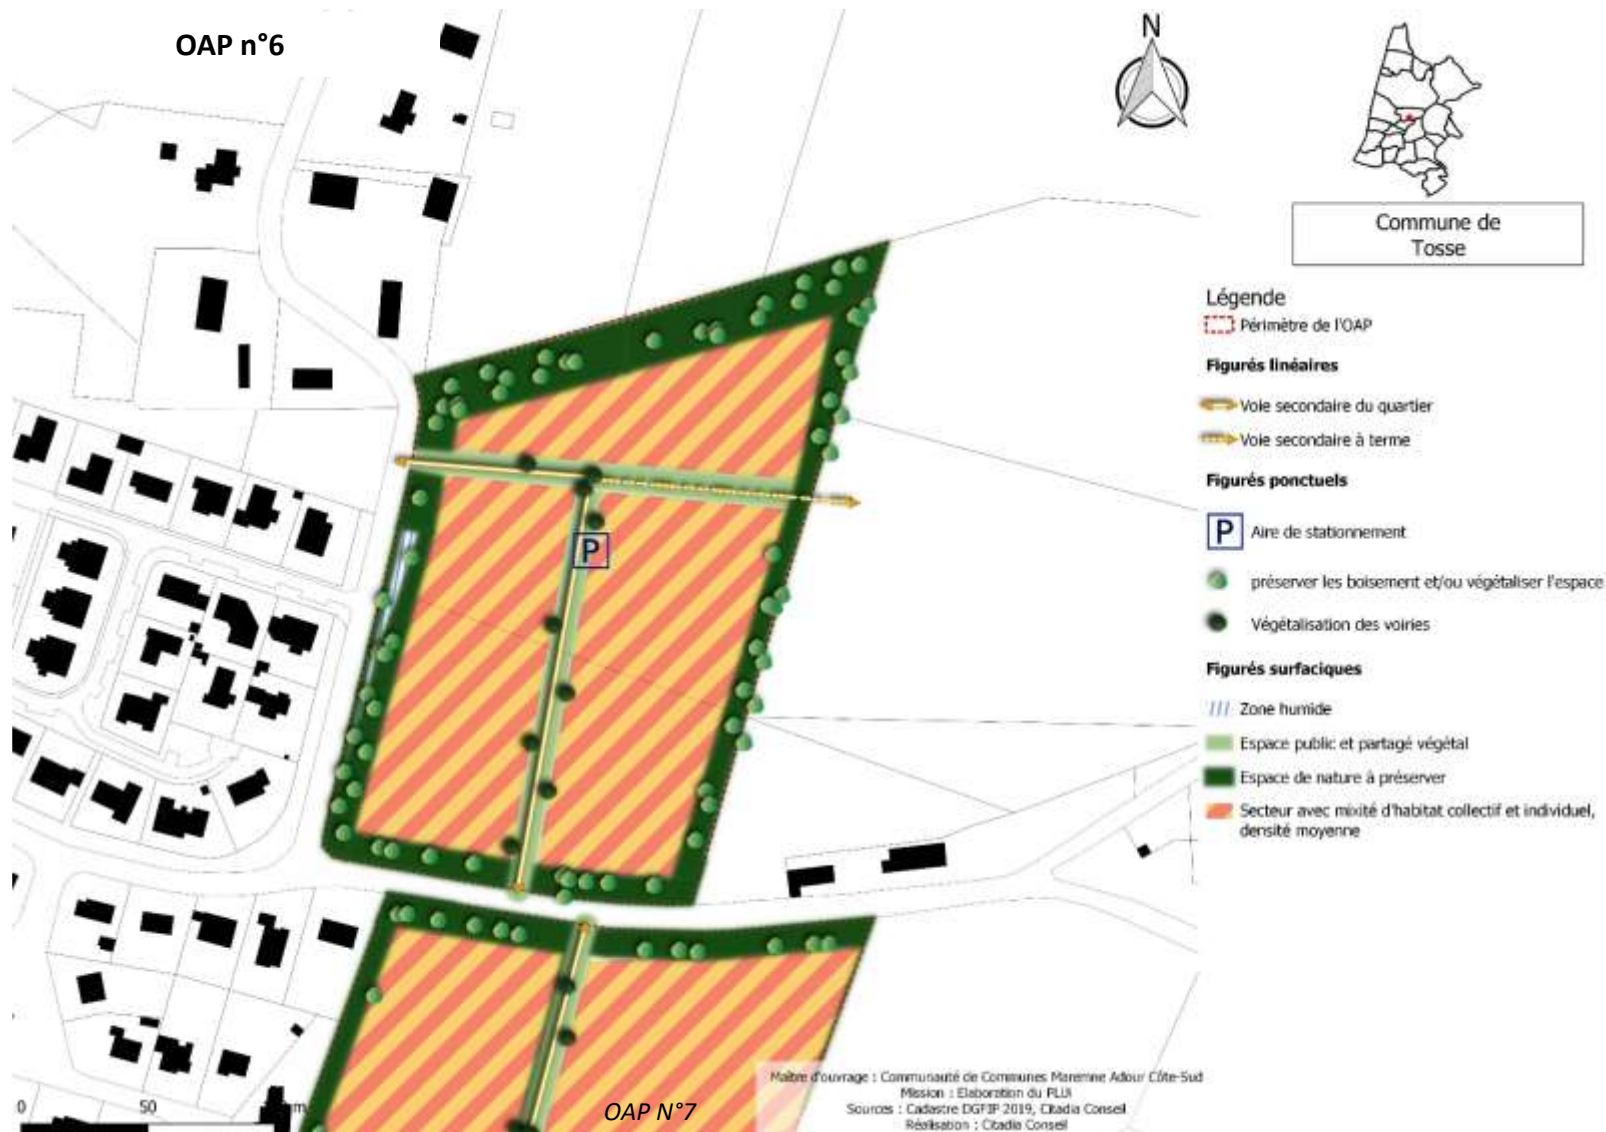 OAP n°6
N
Commune de
Tosse
Légende
Périmètre de l'OAP
Figurés linéaires
Voie secondaire du quartier
Voie secondaire à terme
Figurés ponctuels
P
Aire de stationnement
préserver les boisement et/ou végétaliser l'espace
Végétalisation des voiries
Figurés surfaciques
Zone humide
Espace public et partagé végétal
Espace de nature à préserver
Secteur avec mixité d'habitat collectif et individuel,
densité moyenne
P
0 50 m
OAP N°7
Maître d'ouvrage : Communauté de Communes Maremne Adour Côte-Sud
Mission : Elaboration du PLUi
Sources : Cadastre DGFIP 2019, Citadia Conseil
Réalisation : Citadia Conseil